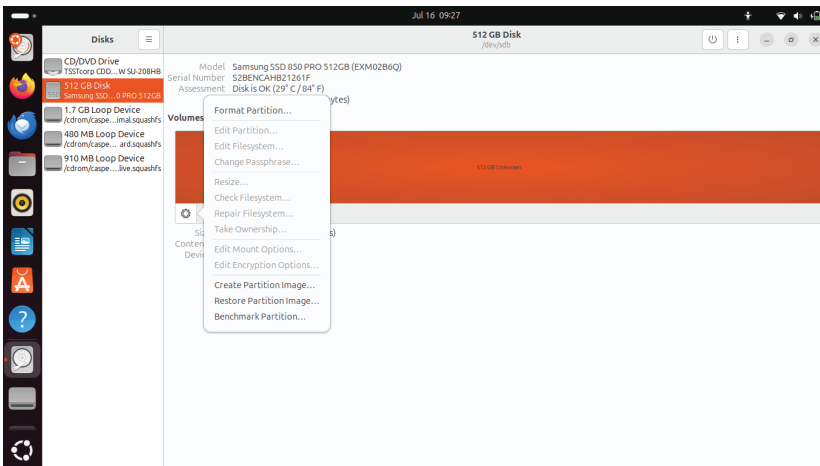 Jul 16 09:27
Disks
512 GB Disk
/dev/sdb
CD/DVD Drive
TSSTcorp CDD...W SU-208HB
512 GB Disk
Samsung SSD...0 PRO 512GB
1.7 GB Loop Device
/cdrom/caspe...imal.squashfs
480 MB Loop Device
/cdrom/caspe... ard.squashfs
910 MB Loop Device
/cdrom/caspe....live.squashfs
Model Samsung SSD 850 PRO 512GB (EXM02B6Q)
Serial Number S2BENCAHB21261F
Assessment Disk is OK (29° C / 84° F)
ytes)
Volumes
512 GB Unknown
Siz
s)
Conten
Devic
Format Partition...
Edit Partition...
Edit Filesystem...
Change Passphrase...
Resize...
Check Filesystem...
Repair Filesystem...
Take Ownership...
Edit Mount Options...
Edit Encryption Options...
Create Partition Image...
Restore Partition Image...
Benchmark Partition...